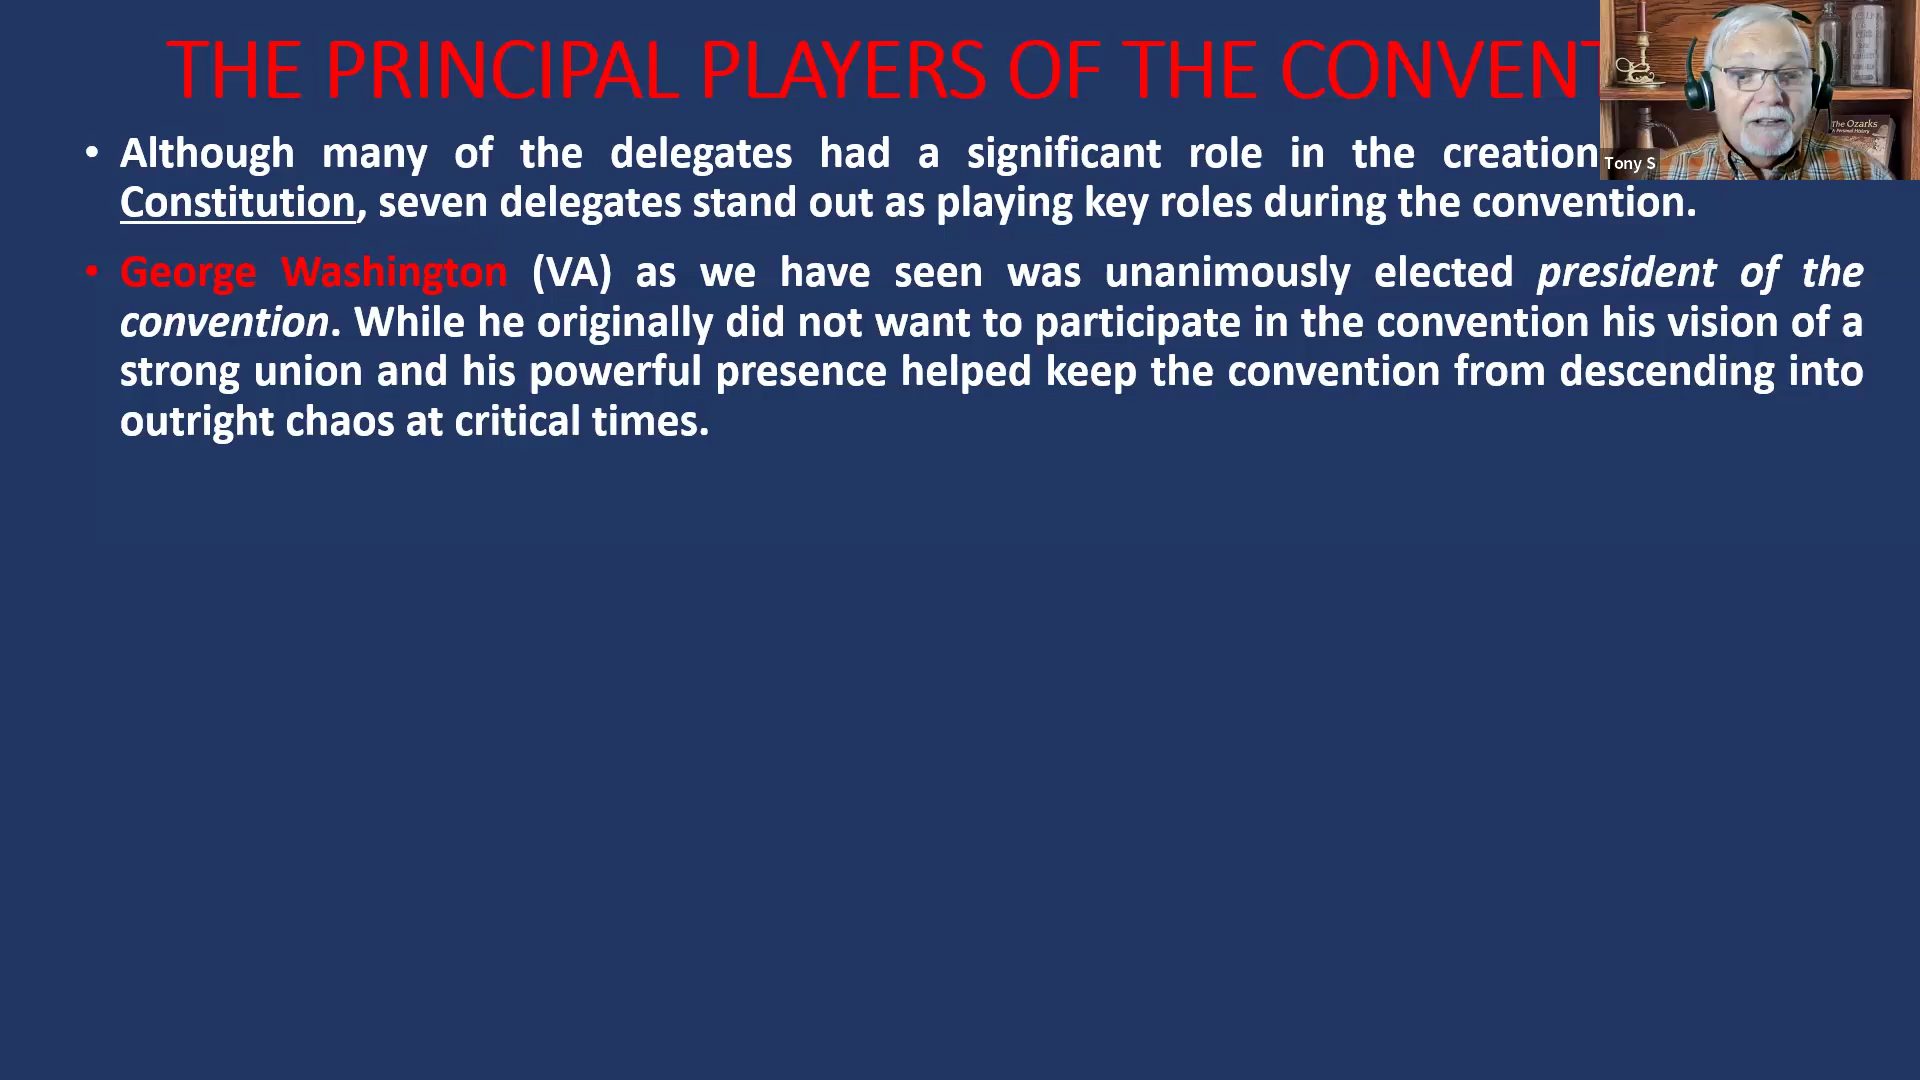 THE PRINCIPAL PLAYERS OF THE CONVENT
• Although many of the delegates had a significant role in the creation
Constitution, seven delegates stand out as playing key roles during the convention.
• George Washington (VA) as we have seen was unanimously elected president of the
convention. While he originally did not want to participate in the convention his vision of a
strong union and his powerful presence helped keep the convention from descending into
outright chaos at critical times.
The Ozarks
Tony S